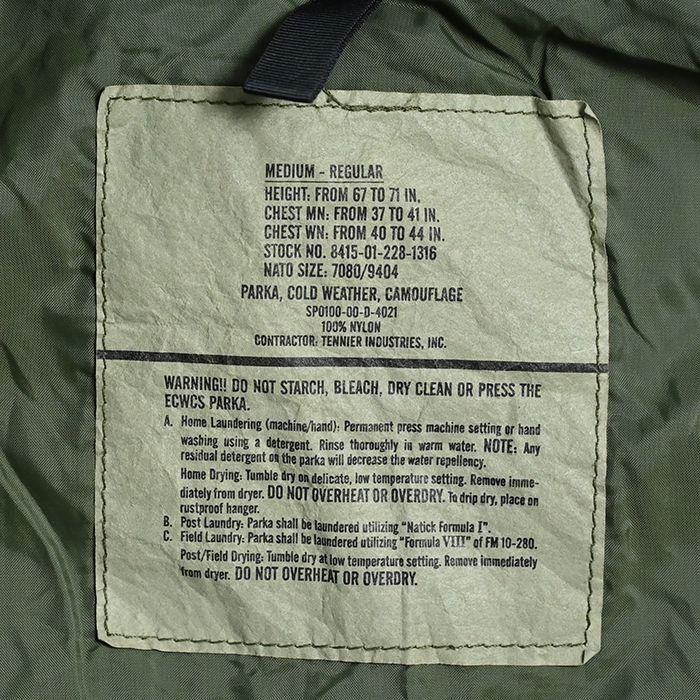 MEDIUM - REGULAR
HEIGHT: FROM 67 TO 71 IN.
CHEST MN: FROM 37 TO 41 IN.
CHEST WN: FROM 40 TO 44 IN.
STOCK NO. 8415-01-228-1316
NATO SIZE: 7080/9404
PARKA, COLD WEATHER, CAMOUFLAGE
SPO100-00-D-4021
100% NYLON
CONTRACTOR: TENNIER INDUSTRIES, INC.
WARNING!! DO NOT STARCH, BLEACH, DRY CLEAN OR PRESS THE
ECWCS PARKA.
A. Home Laundering (machine/hand): Permanent press machine setting or hand
washing using a detergent. Rinse thoroughly in warm water. NOTE: Any
residual detergent on the parka will decrease the water repellency.
Home Drying: Tumble dry on delicate, low temperature setting. Remove imme-
diately from dryer. DO NOT OVERHEAT OR OVERDRY. To drip dry, place on
rustproof hanger.
B. Post Laundry: Parka shall be laundered utilizing "Natick Formula I".
C. Field Laundry: Parka shall be laundered utilizing "Formula VIII" of FM 10-280.
Post/Field Drying: Tumble dry at low temperature setting. Remove immediately
from dryer. DO NOT OVERHEAT OR OVERDRY.